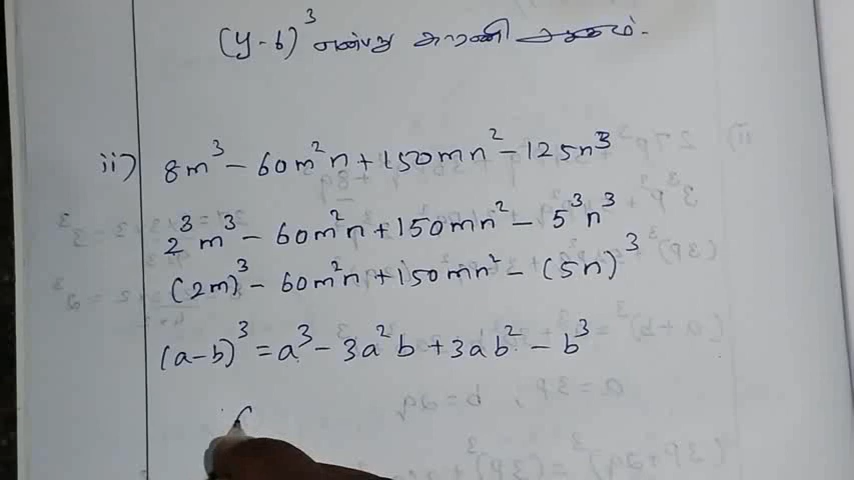 (y-b)³ என்பது காரணி
ii) 8m³ - 60m²n + 150mn² - 125n³
2³m³ - 60m²n + 150mn² - 5³n³
(2m)³ - 60m²n + 150mn² - (5n)³
(a-b)³ = a³ - 3a²b + 3ab² - b³